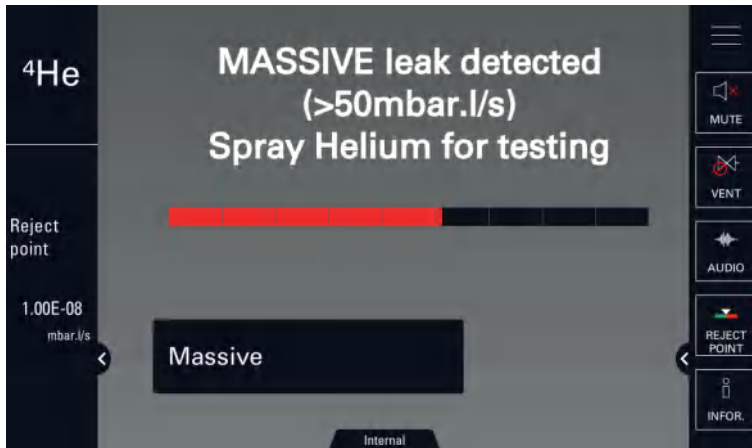 ⁴He
Reject
point
1.00E-08
mbar.l/s
MASSIVE leak detected
(>50mbar.l/s)
Spray Helium for testing
Massive
Internal
MUTE
VENT
AUDIO
REJECT
POINT
INFOR.